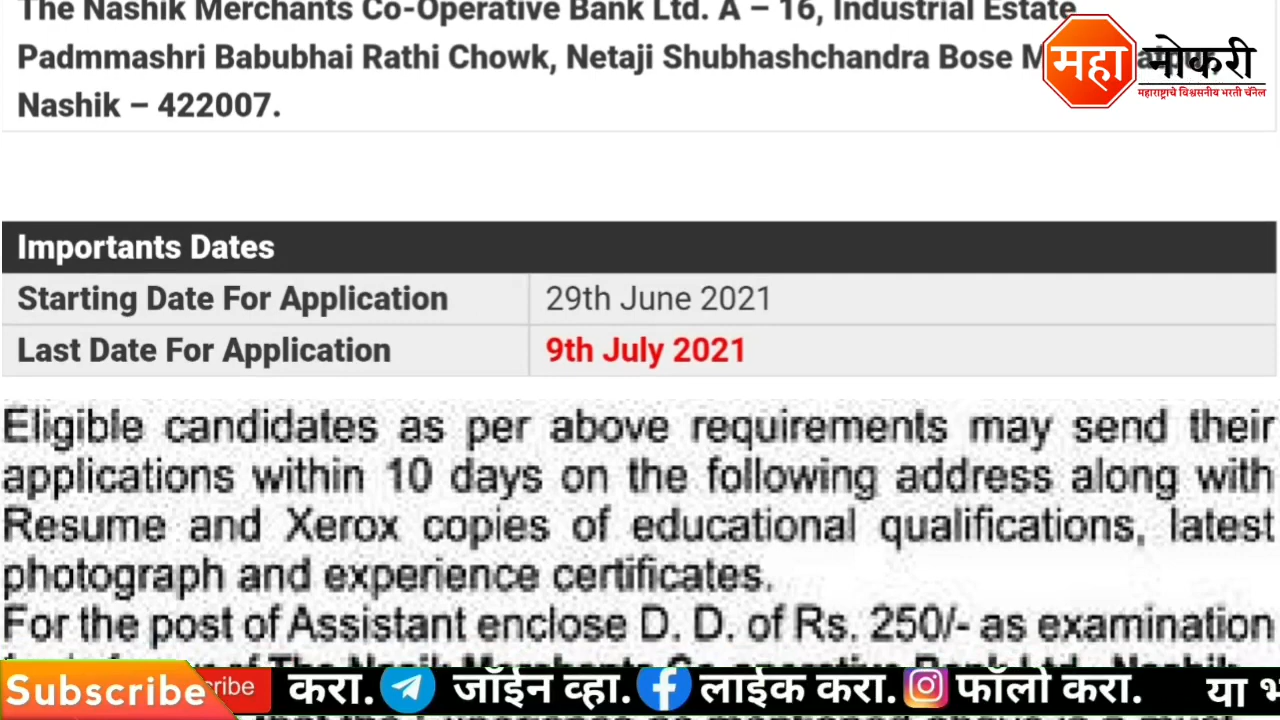 The Nashik Merchants Co-Operative Bank Ltd. A – 16, Industrial Estate
Padmmashri Babubhai Rathi Chowk, Netaji Shubhashchandra Bose
Nashik – 422007.
महा नोकरी
महाराष्ट्राचे विश्वसनीय भरती चॅनेल
Importants Dates
Starting Date For Application 29th June 2021
Last Date For Application 9th July 2021
Eligible candidates as per above requirements may send their
applications within 10 days on the following address along with
Resume and Xerox copies of educational qualifications, latest
photograph and experience certificates.
For the post of Assistant enclose D. D. of Rs. 250/- as examination
Subscribe करा. जॉईन व्हा. लाईक करा. फॉलो करा. या